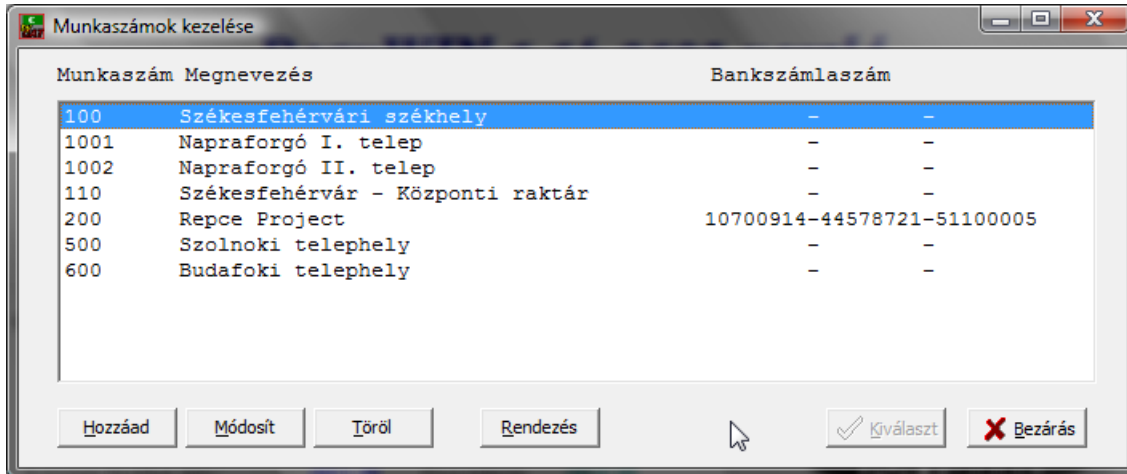 Munkaszámok kezelése
Munkaszám Megnevezés Bankszámlaszám
100 Székesfehérvári székhely - -
1001 Napraforgó I. telep - -
1002 Napraforgó II. telep - -
110 Székesfehérvár - Központi raktár - -
200 Repce Project 10700914-44578721-51100005
500 Szolnoki telephely - -
600 Budafoki telephely - -
Hozzáad Módosít Töröl Rendezés Kiválaszt Bezárás